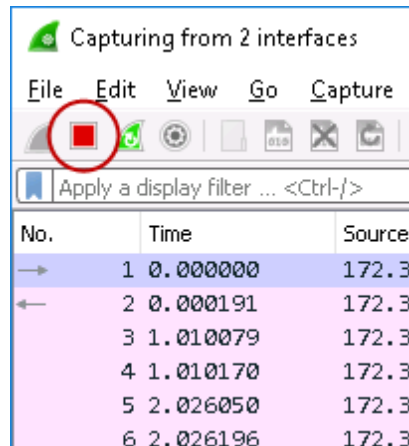 Capturing from 2 interfaces
File Edit View Go Capture
Apply a display filter ... <Ctrl-/>
No. Time Source
1 0.000000 172.3
2 0.000191 172.3
3 1.010079 172.3
4 1.010170 172.3
5 2.026050 172.3
6 2.026196 172.3